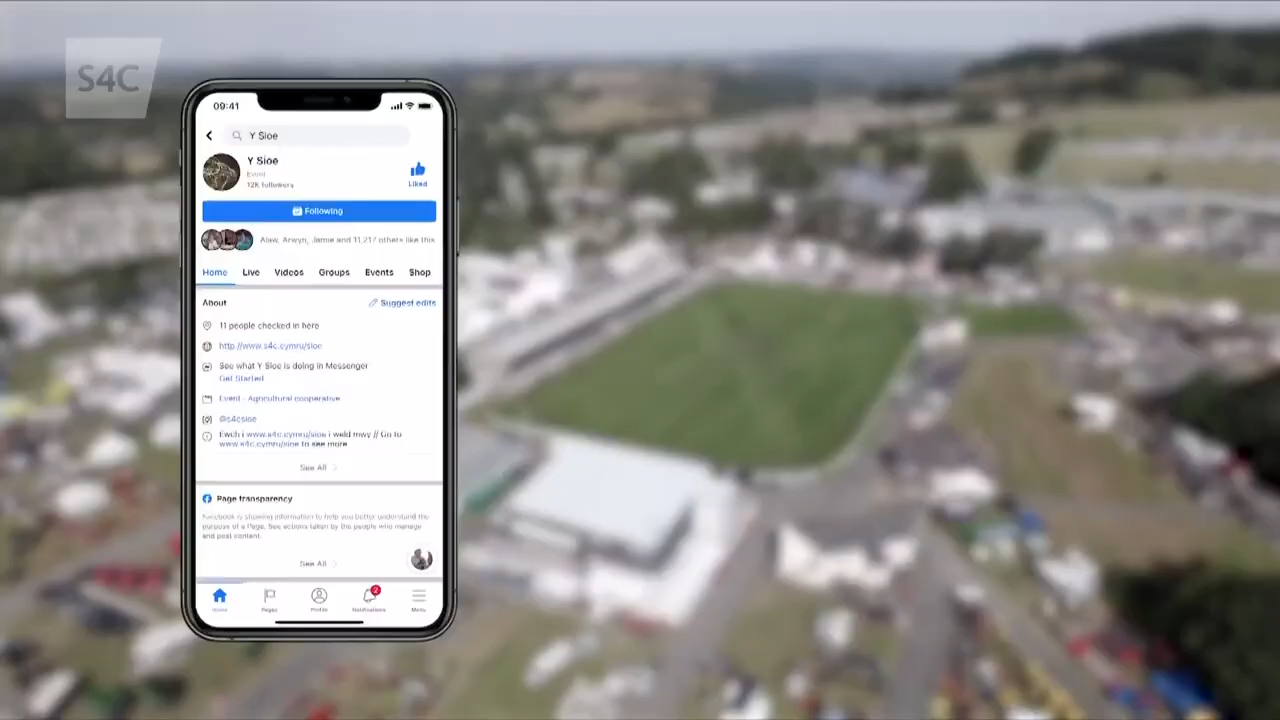 S4C
09:41
Y Sioe
Y Sioe
Event
12K followers
Liked
Following
Alaw, Arwyn, Jamie and 11,217 others like this
Home Live Videos Groups Events Shop
About
Suggest edits
11 people checked in here
http://www.s4c.cymru/sioe
See what Y Sioe is doing in Messenger
Get Started
Event · Agricultural cooperative
@s4csioe
Ewch i www.s4c.cymru/sioe i weld mwy // Go to
www.s4c.cymru/sioe to see more
See All
Page transparency
Facebook is showing information to help you better understand the
purpose of a Page. See actions taken by the people who manage
and post content.
See All
2
Home Pages Profile Notifications Menu